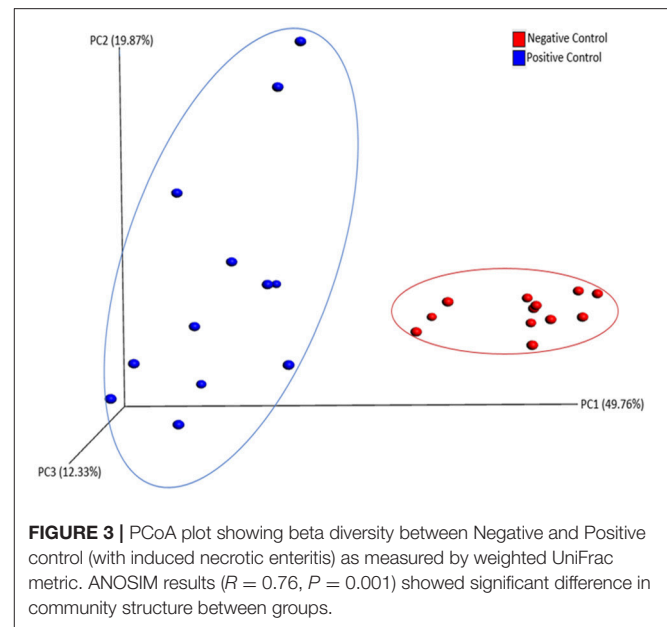 PC2 (19.87%)
Negative Control
Positive Control
PC1 (49.76%)
PC3 (12.33%)
FIGURE 3 | PCoA plot showing beta diversity between Negative and Positive
control (with induced necrotic enteritis) as measured by weighted UniFrac
metric. ANOSIM results (R = 0.76, P = 0.001) showed significant difference in
community structure between groups.